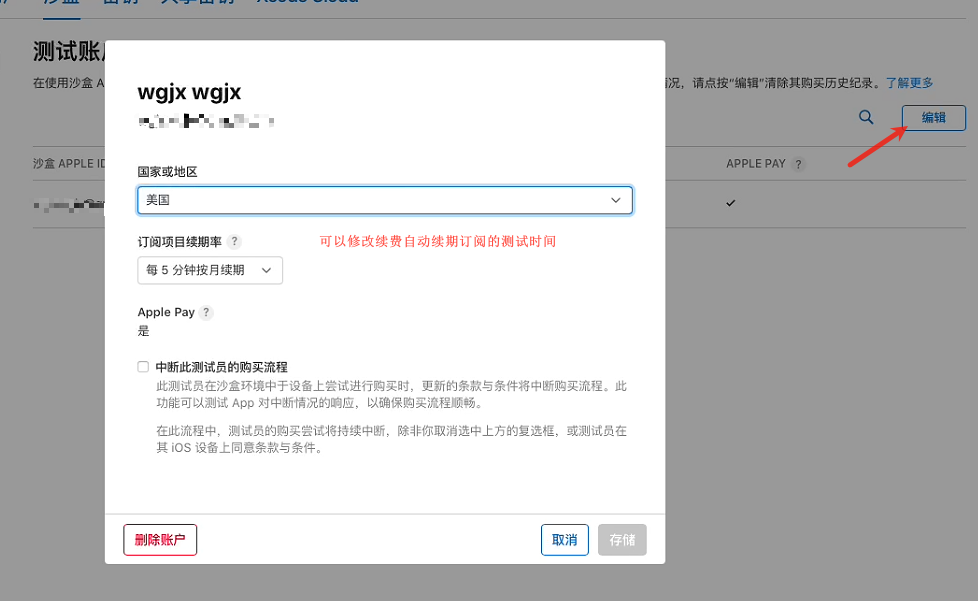 沙盒
Xcode Cloud
测试账户
在使用沙盒 A
情况，请点按“编辑”清除其购买历史纪录。了解更多
编辑
沙盒 APPLE ID
APPLE PAY ?
wgjx wgjx
国家或地区
美国
订阅项目续期率 ?
可以修改续费自动续期订阅的测试时间
每 5 分钟按月续期
Apple Pay ?
是
中断此测试员的购买流程
此测试员在沙盒环境中于设备上尝试进行购买时，更新的条款与条件将中断购买流程。此
功能可以测试 App 对中断情况的响应，以确保购买流程顺畅。
在此流程中，测试员的购买尝试将持续中断，除非你取消选中上方的复选框，或测试员在
其 iOS 设备上同意条款与条件。
删除账户
取消
存储